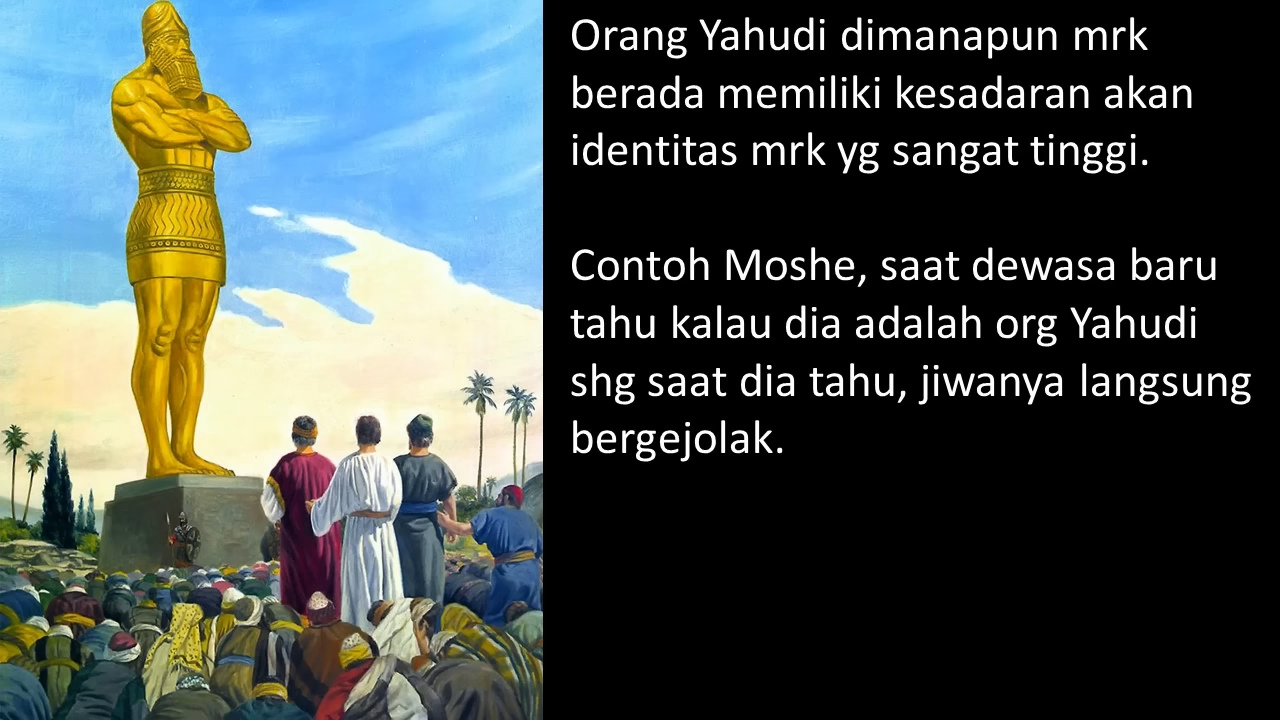 Orang Yahudi dimanapun mrk
berada memiliki kesadaran akan
identitas mrk yg sangat tinggi.
Contoh Moshe, saat dewasa baru
tahu kalau dia adalah org Yahudi
shg saat dia tahu, jiwanya langsung
bergejolak.